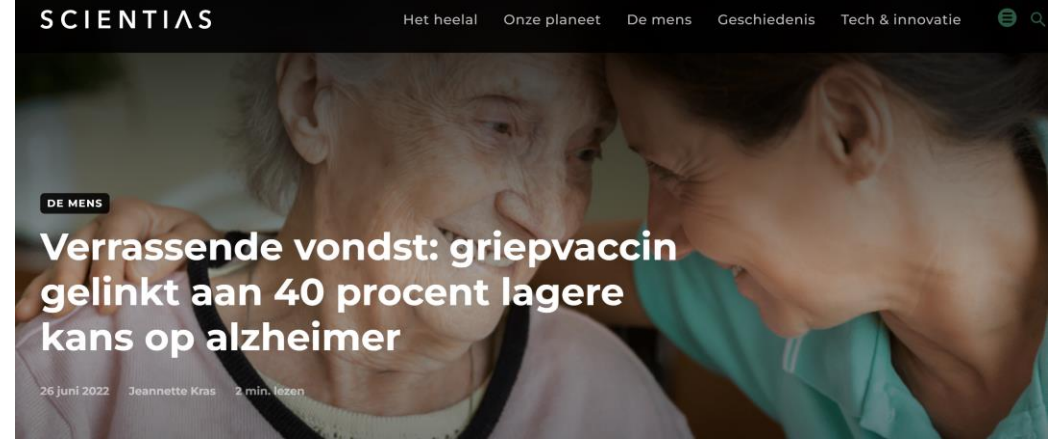 SCIENTIAS
Het heelal Onze planeet De mens Geschiedenis Tech & innovatie
DE MENS
Verrassende vondst: griepvaccin
gelinkt aan 40 procent lagere
kans op alzheimer
26 juni 2022 Jeannette Kras 2 min. lezen